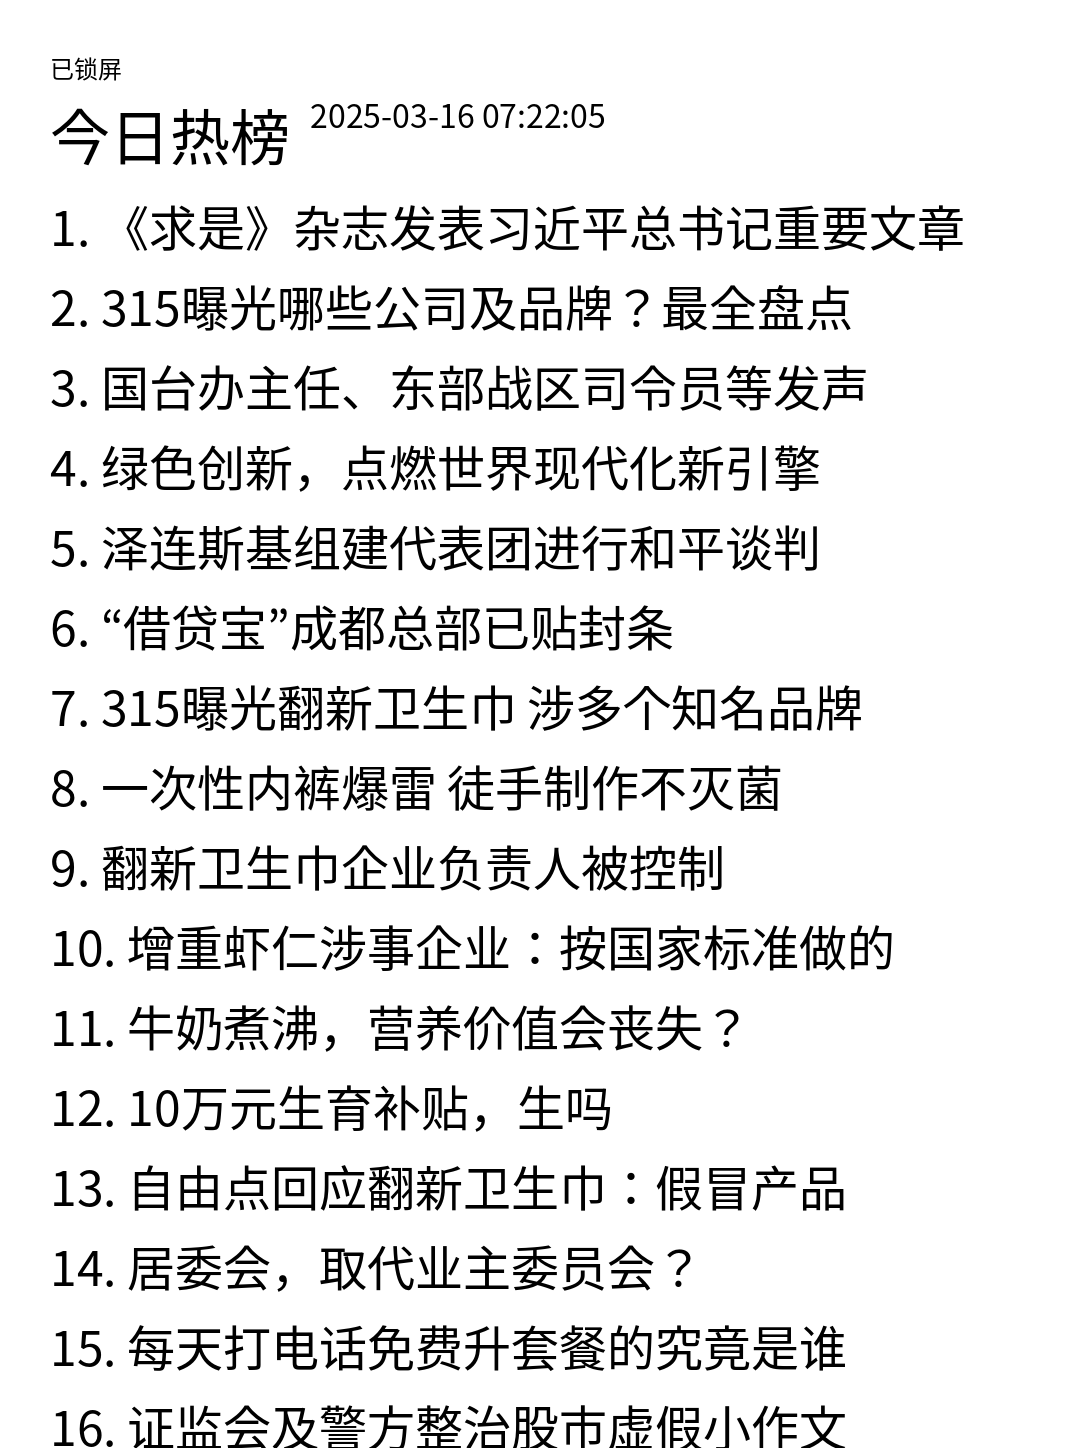 已锁屏
今日热榜 2025-03-16 07:22:05
1. 《求是》杂志发表习近平总书记重要文章
2. 315曝光哪些公司及品牌？最全盘点
3. 国台办主任、东部战区司令员等发声
4. 绿色创新，点燃世界现代化新引擎
5. 泽连斯基组建代表团进行和平谈判
6. “借贷宝”成都总部已贴封条
7. 315曝光翻新卫生巾 涉多个知名品牌
8. 一次性内裤爆雷 徒手制作不灭菌
9. 翻新卫生巾企业负责人被控制
10. 增重虾仁涉事企业：按国家标准做的
11. 牛奶煮沸，营养价值会丧失？
12. 10万元生育补贴，生吗
13. 自由点回应翻新卫生巾：假冒产品
14. 居委会，取代业主委员会？
15. 每天打电话免费升套餐的究竟是谁
16. 证监会及警方整治股市虚假小作文